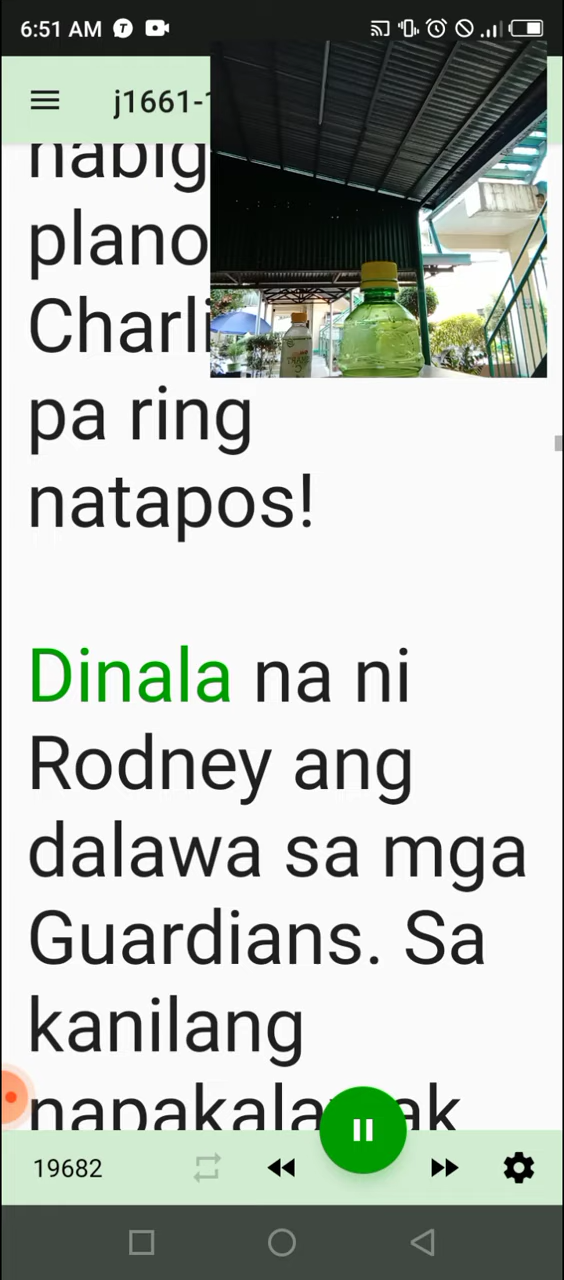 6:51 AM
j1661-
nabig
plano
Charli
pa ring
natapos!
Dinala na ni
Rodney ang
dalawa sa mga
Guardians. Sa
kanilang
19682